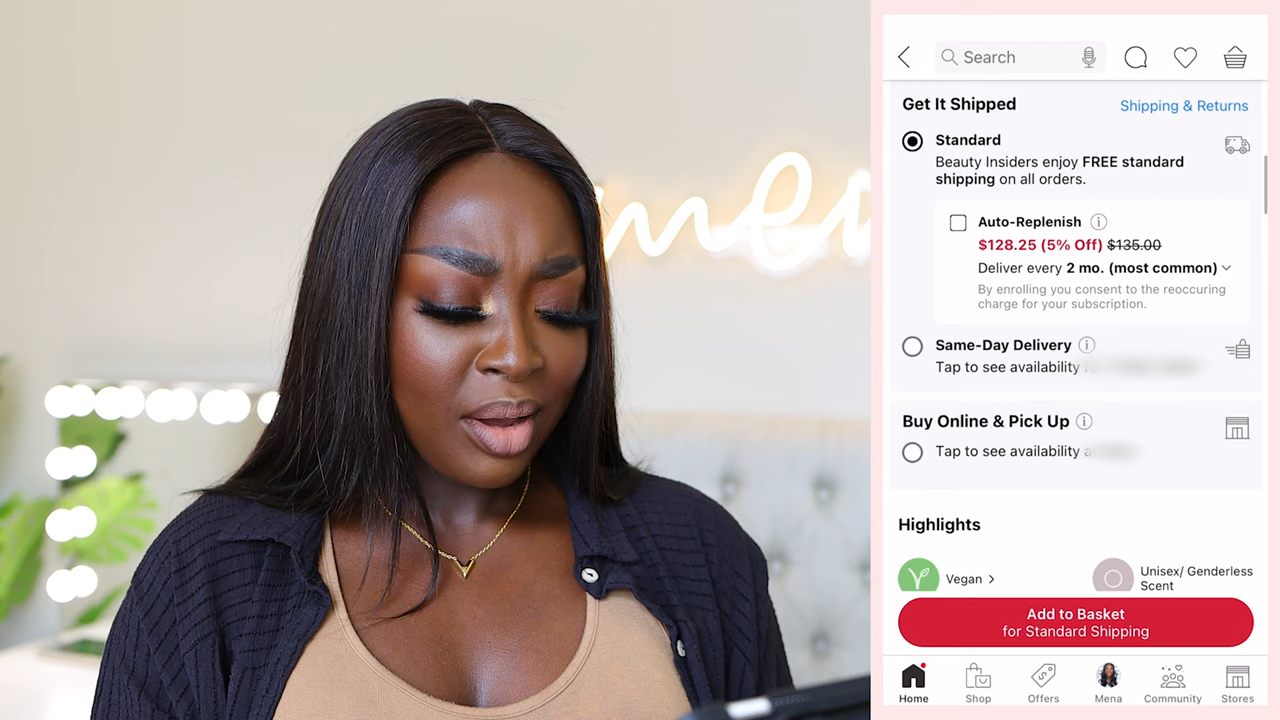 Search
Get It Shipped
Shipping & Returns
Standard
Beauty Insiders enjoy FREE standard
shipping on all orders.
Auto-Replenish
$128.25 (5% Off) $135.00
Deliver every 2 mo. (most common)
By enrolling you consent to the reoccuring
charge for your subscription.
Same-Day Delivery
Tap to see availability
Buy Online & Pick Up
Tap to see availability
Highlights
Vegan
Unisex/ Genderless
Scent
Add to Basket
for Standard Shipping
Home Shop Offers Mena Community Stores